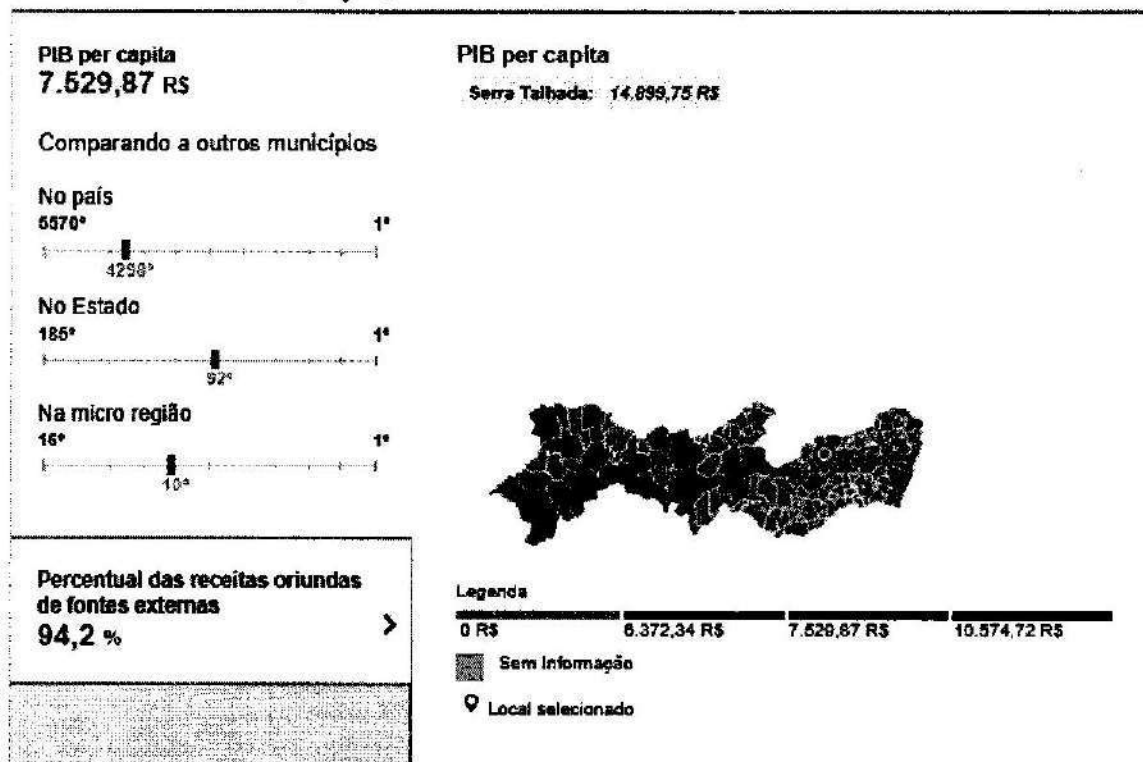 PIB per capita
7.529,87 R$
Comparando a outros municípios
No país
5570º
1º
4298º
No Estado
185º
1º
92º
Na micro região
16º
1º
10º
Percentual das receitas oriundas
de fontes externas
94,2 %
PIB per capita
Serra Talhada: 14.899,75 R$
Legenda
0 R$
6.372,34 R$
7.529,87 R$
10.574,72 R$
Sem Informação
Local selecionado